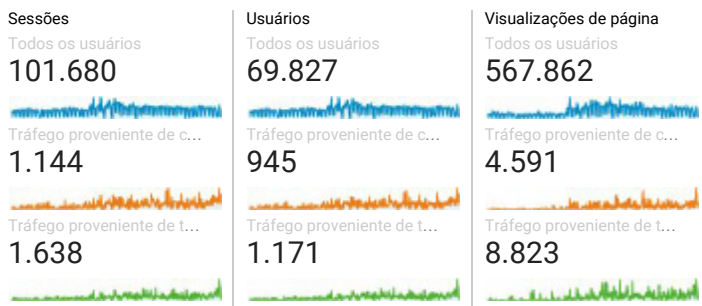 Sessões
Todos os usuários
101.680
Tráfego proveniente de c...
1.144
Tráfego proveniente de t...
1.638
Usuários
Todos os usuários
69.827
Tráfego proveniente de c...
945
Tráfego proveniente de t...
1.171
Visualizações de página
Todos os usuários
567.862
Tráfego proveniente de c...
4.591
Tráfego proveniente de t...
8.823